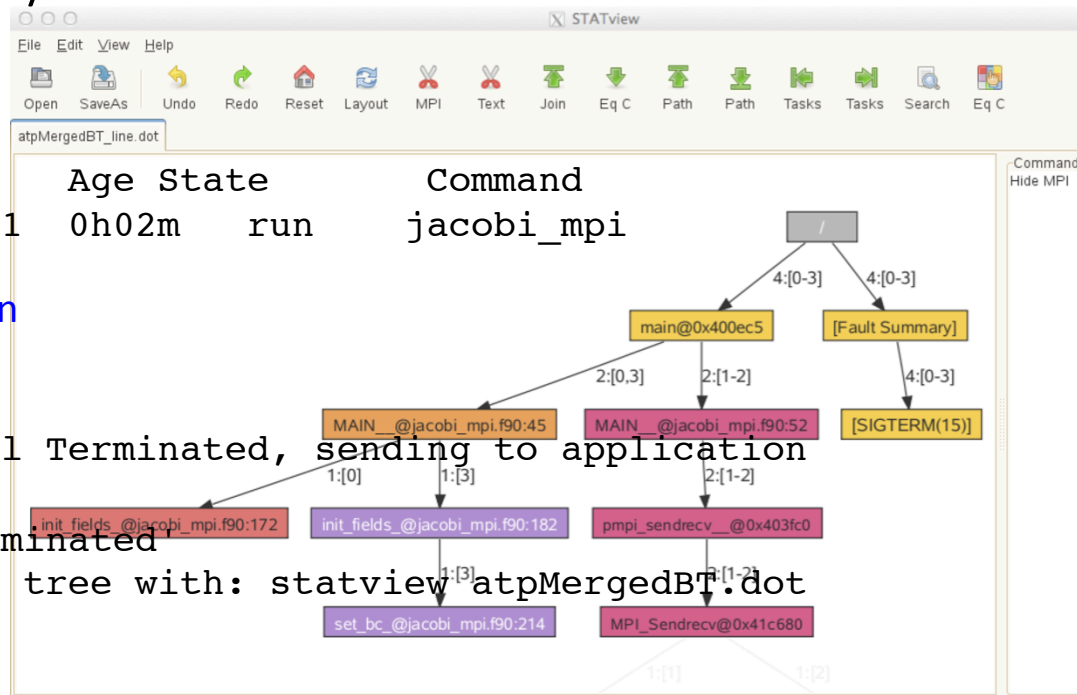 STATview
File Edit View Help
Open SaveAs Undo Redo Reset Layout MPI Text Join Eq C Path Path Tasks Tasks Search Eq C
atpMergedBT_line.dot
Command
Hide MPI
Age State Command
1 0h02m run jacobi_mpi
/
4:[0-3] 4:[0-3]
n
main@0x400ec5 [Fault Summary]
2:[0,3] 2:[1-2] 4:[0-3]
MAIN__@jacobi_mpi.f90:45 MAIN__@jacobi_mpi.f90:52 [SIGTERM(15)]
l Terminated, sending to application
1:[0] 1:[3] 2:[1-2]
init_fields_@jacobi_mpi.f90:172 init_fields_@jacobi_mpi.f90:182 pmpi_sendrecv__@0x403fc0
minated'
1:[3] 2:[1-2]
tree with: statview atpMergedBT.dot
set_bc_@jacobi_mpi.f90:214 MPI_Sendrecv@0x41c680
1:[1] 1:[2]